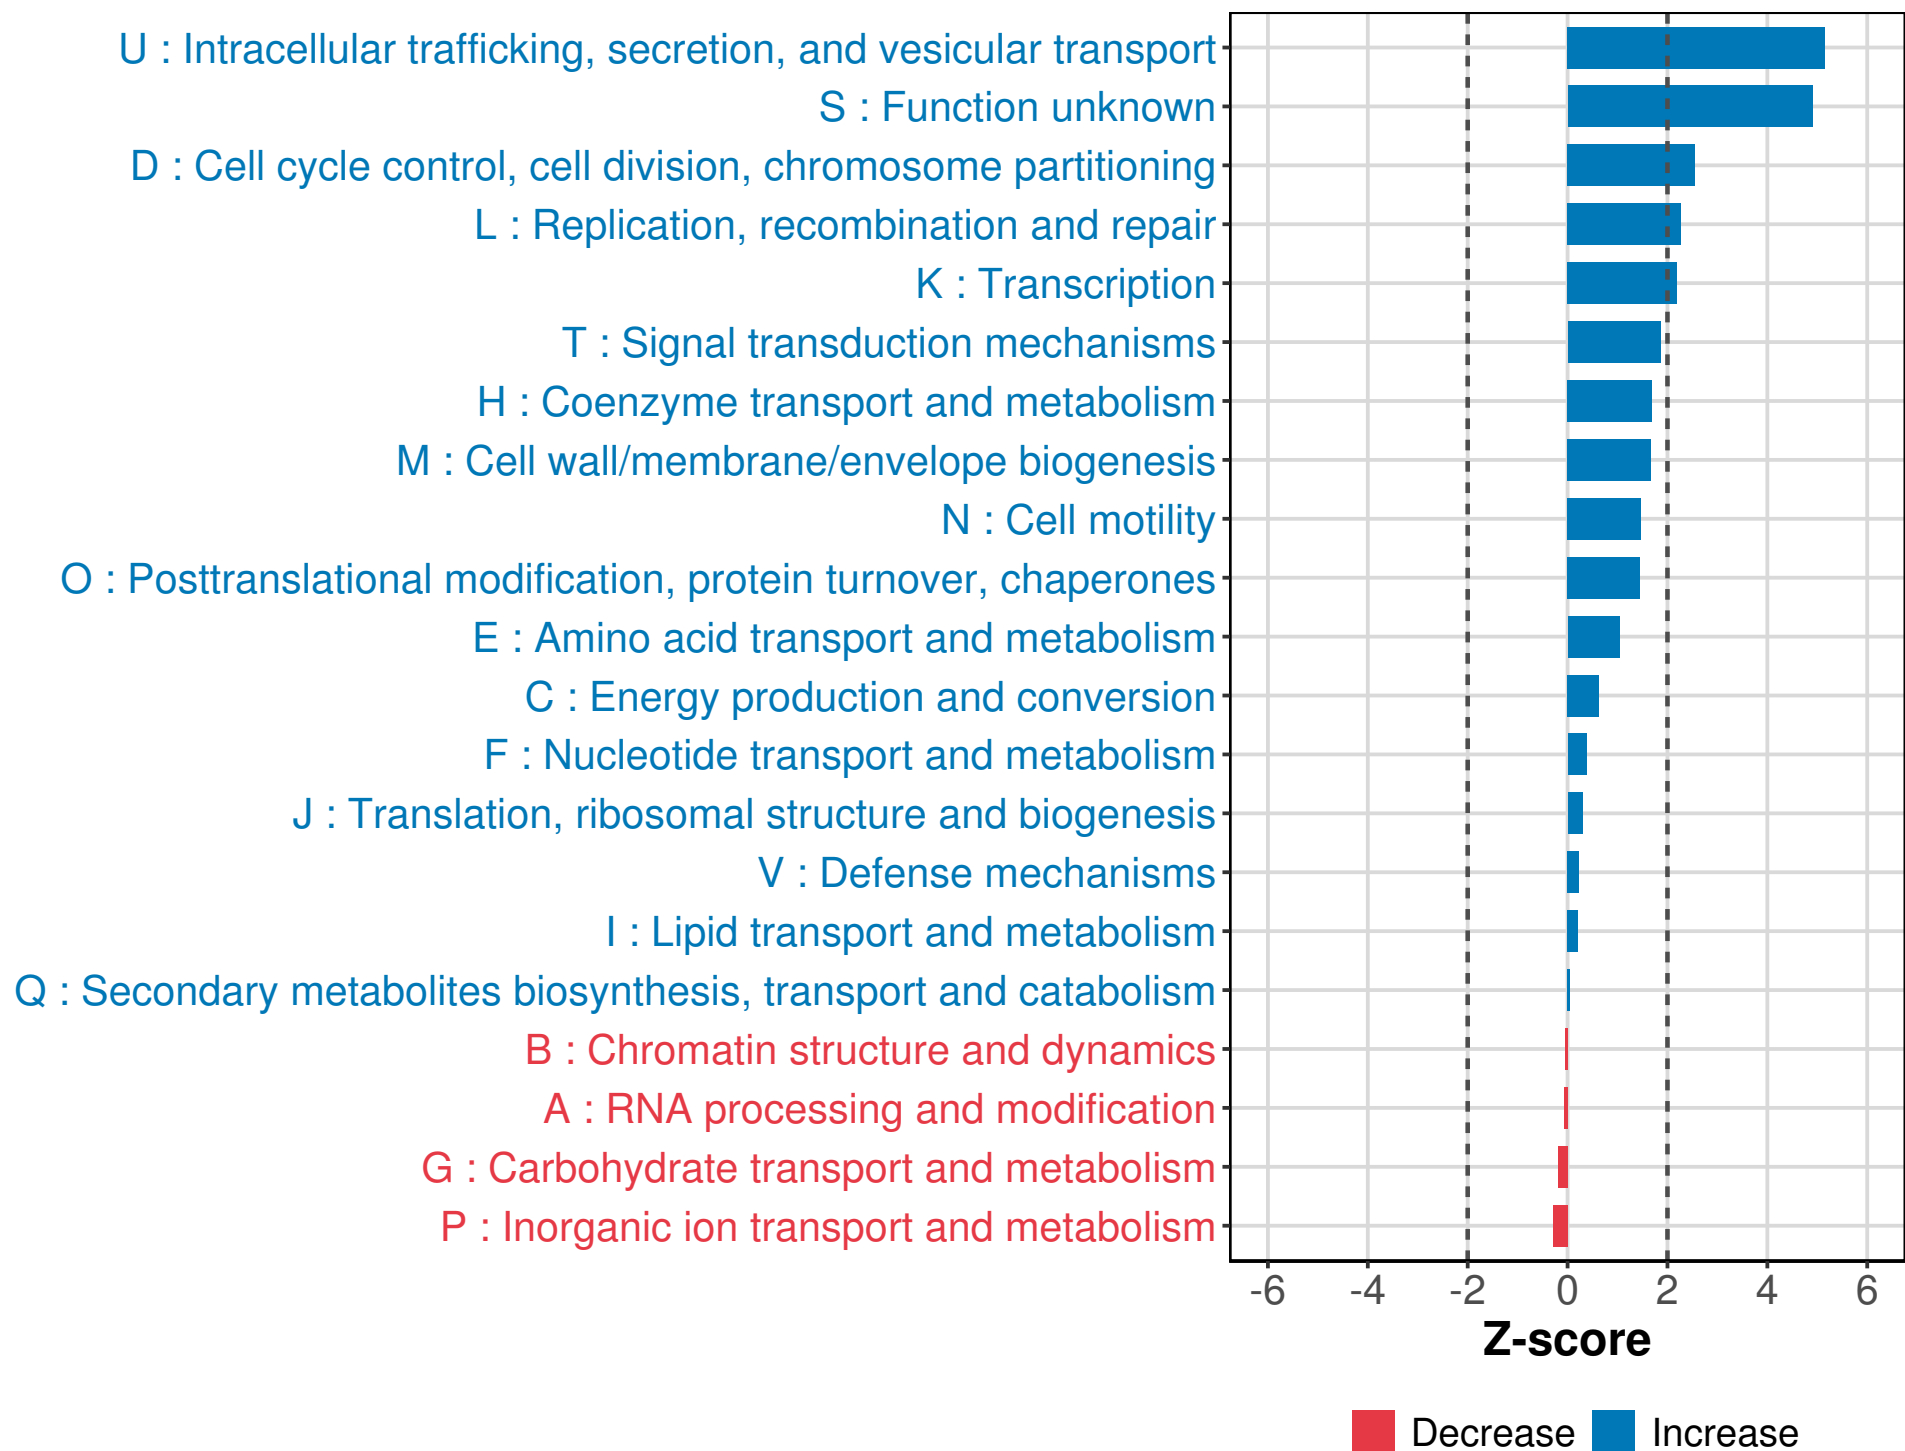 U : Intracellular trafficking, secretion, and vesicular transport
S : Function unknown
D : Cell cycle control, cell division, chromosome partitioning
L : Replication, recombination and repair
K : Transcription
T : Signal transduction mechanisms
H : Coenzyme transport and metabolism
M : Cell wall/membrane/envelope biogenesis
N : Cell motility
O : Posttranslational modification, protein turnover, chaperones
E : Amino acid transport and metabolism
C : Energy production and conversion
F : Nucleotide transport and metabolism
J : Translation, ribosomal structure and biogenesis
V : Defense mechanisms
I : Lipid transport and metabolism
Q : Secondary metabolites biosynthesis, transport and catabolism
B : Chromatin structure and dynamics
A : RNA processing and modification
G : Carbohydrate transport and metabolism
P : Inorganic ion transport and metabolism
-6 -4 -2 0 2 4 6
Z-score
Decrease Increase